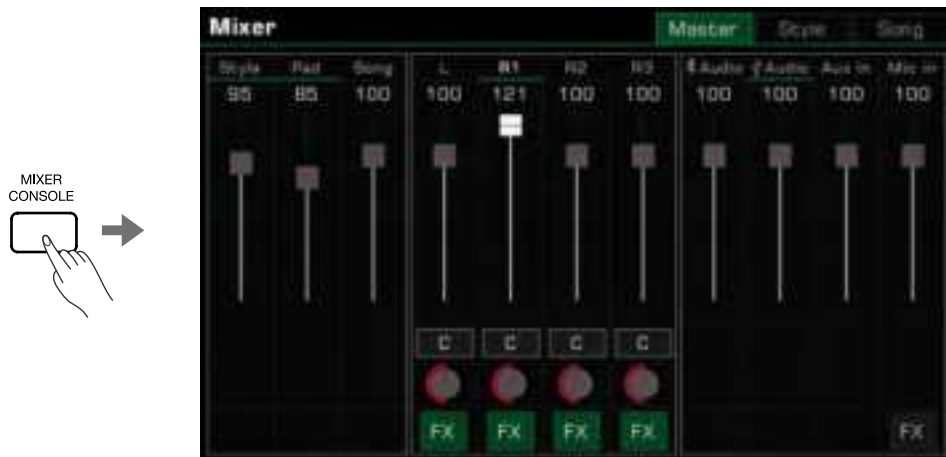 MIXER
CONSOLE
Mixer Master Style Song
Style Pad Song L R1 R2 R3 Audio Audio Aux in Mic in
95 85 100 100 121 100 100 100 100 100 100
C C C C
FX FX FX FX FX